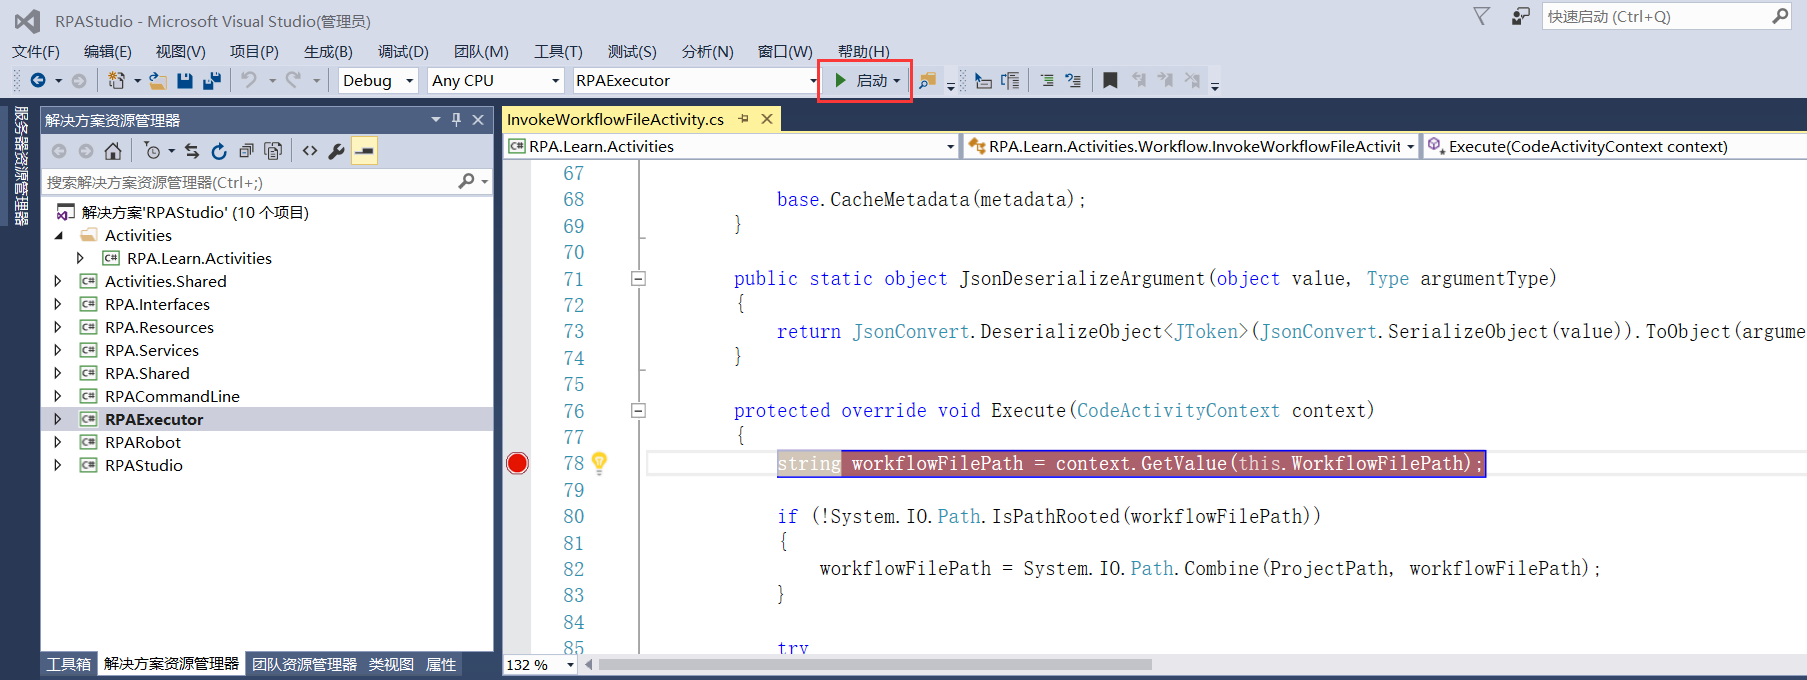 RPAStudio - Microsoft Visual Studio(管理员)
快速启动 (Ctrl+Q)
文件(F) 编辑(E) 视图(V) 项目(P) 生成(B) 调试(D) 团队(M) 工具(T) 测试(S) 分析(N) 窗口(W) 帮助(H)
Debug Any CPU RPAExecutor 启动
服务器资源管理器
解决方案资源管理器
搜索解决方案资源管理器(Ctrl+;)
解决方案'RPAStudio' (10 个项目)
Activities
C# RPA.Learn.Activities
C# Activities.Shared
C# RPA.Interfaces
C# RPA.Resources
C# RPA.Services
C# RPA.Shared
C# RPACommandLine
C# RPAExecutor
C# RPARobot
C# RPAStudio
工具箱 解决方案资源管理器 团队资源管理器 类视图 属性
InvokeWorkflowFileActivity.cs
C# RPA.Learn.Activities RPA.Learn.Activities.Workflow.InvokeWorkflowFileActivit Execute(CodeActivityContext context)
67
68 base.CacheMetadata(metadata);
69 }
70
71 public static object JsonDeserializeArgument(object value, Type argumentType)
72 {
73 return JsonConvert.DeserializeObject<JToken>(JsonConvert.SerializeObject(value)).ToObject(argume
74 }
75
76 protected override void Execute(CodeActivityContext context)
77 {
78 string workflowFilePath = context.GetValue(this.WorkflowFilePath);
79
80 if (!System.IO.Path.IsPathRooted(workflowFilePath))
81 {
82 workflowFilePath = System.IO.Path.Combine(ProjectPath, workflowFilePath);
83 }
84
85 try
132 %